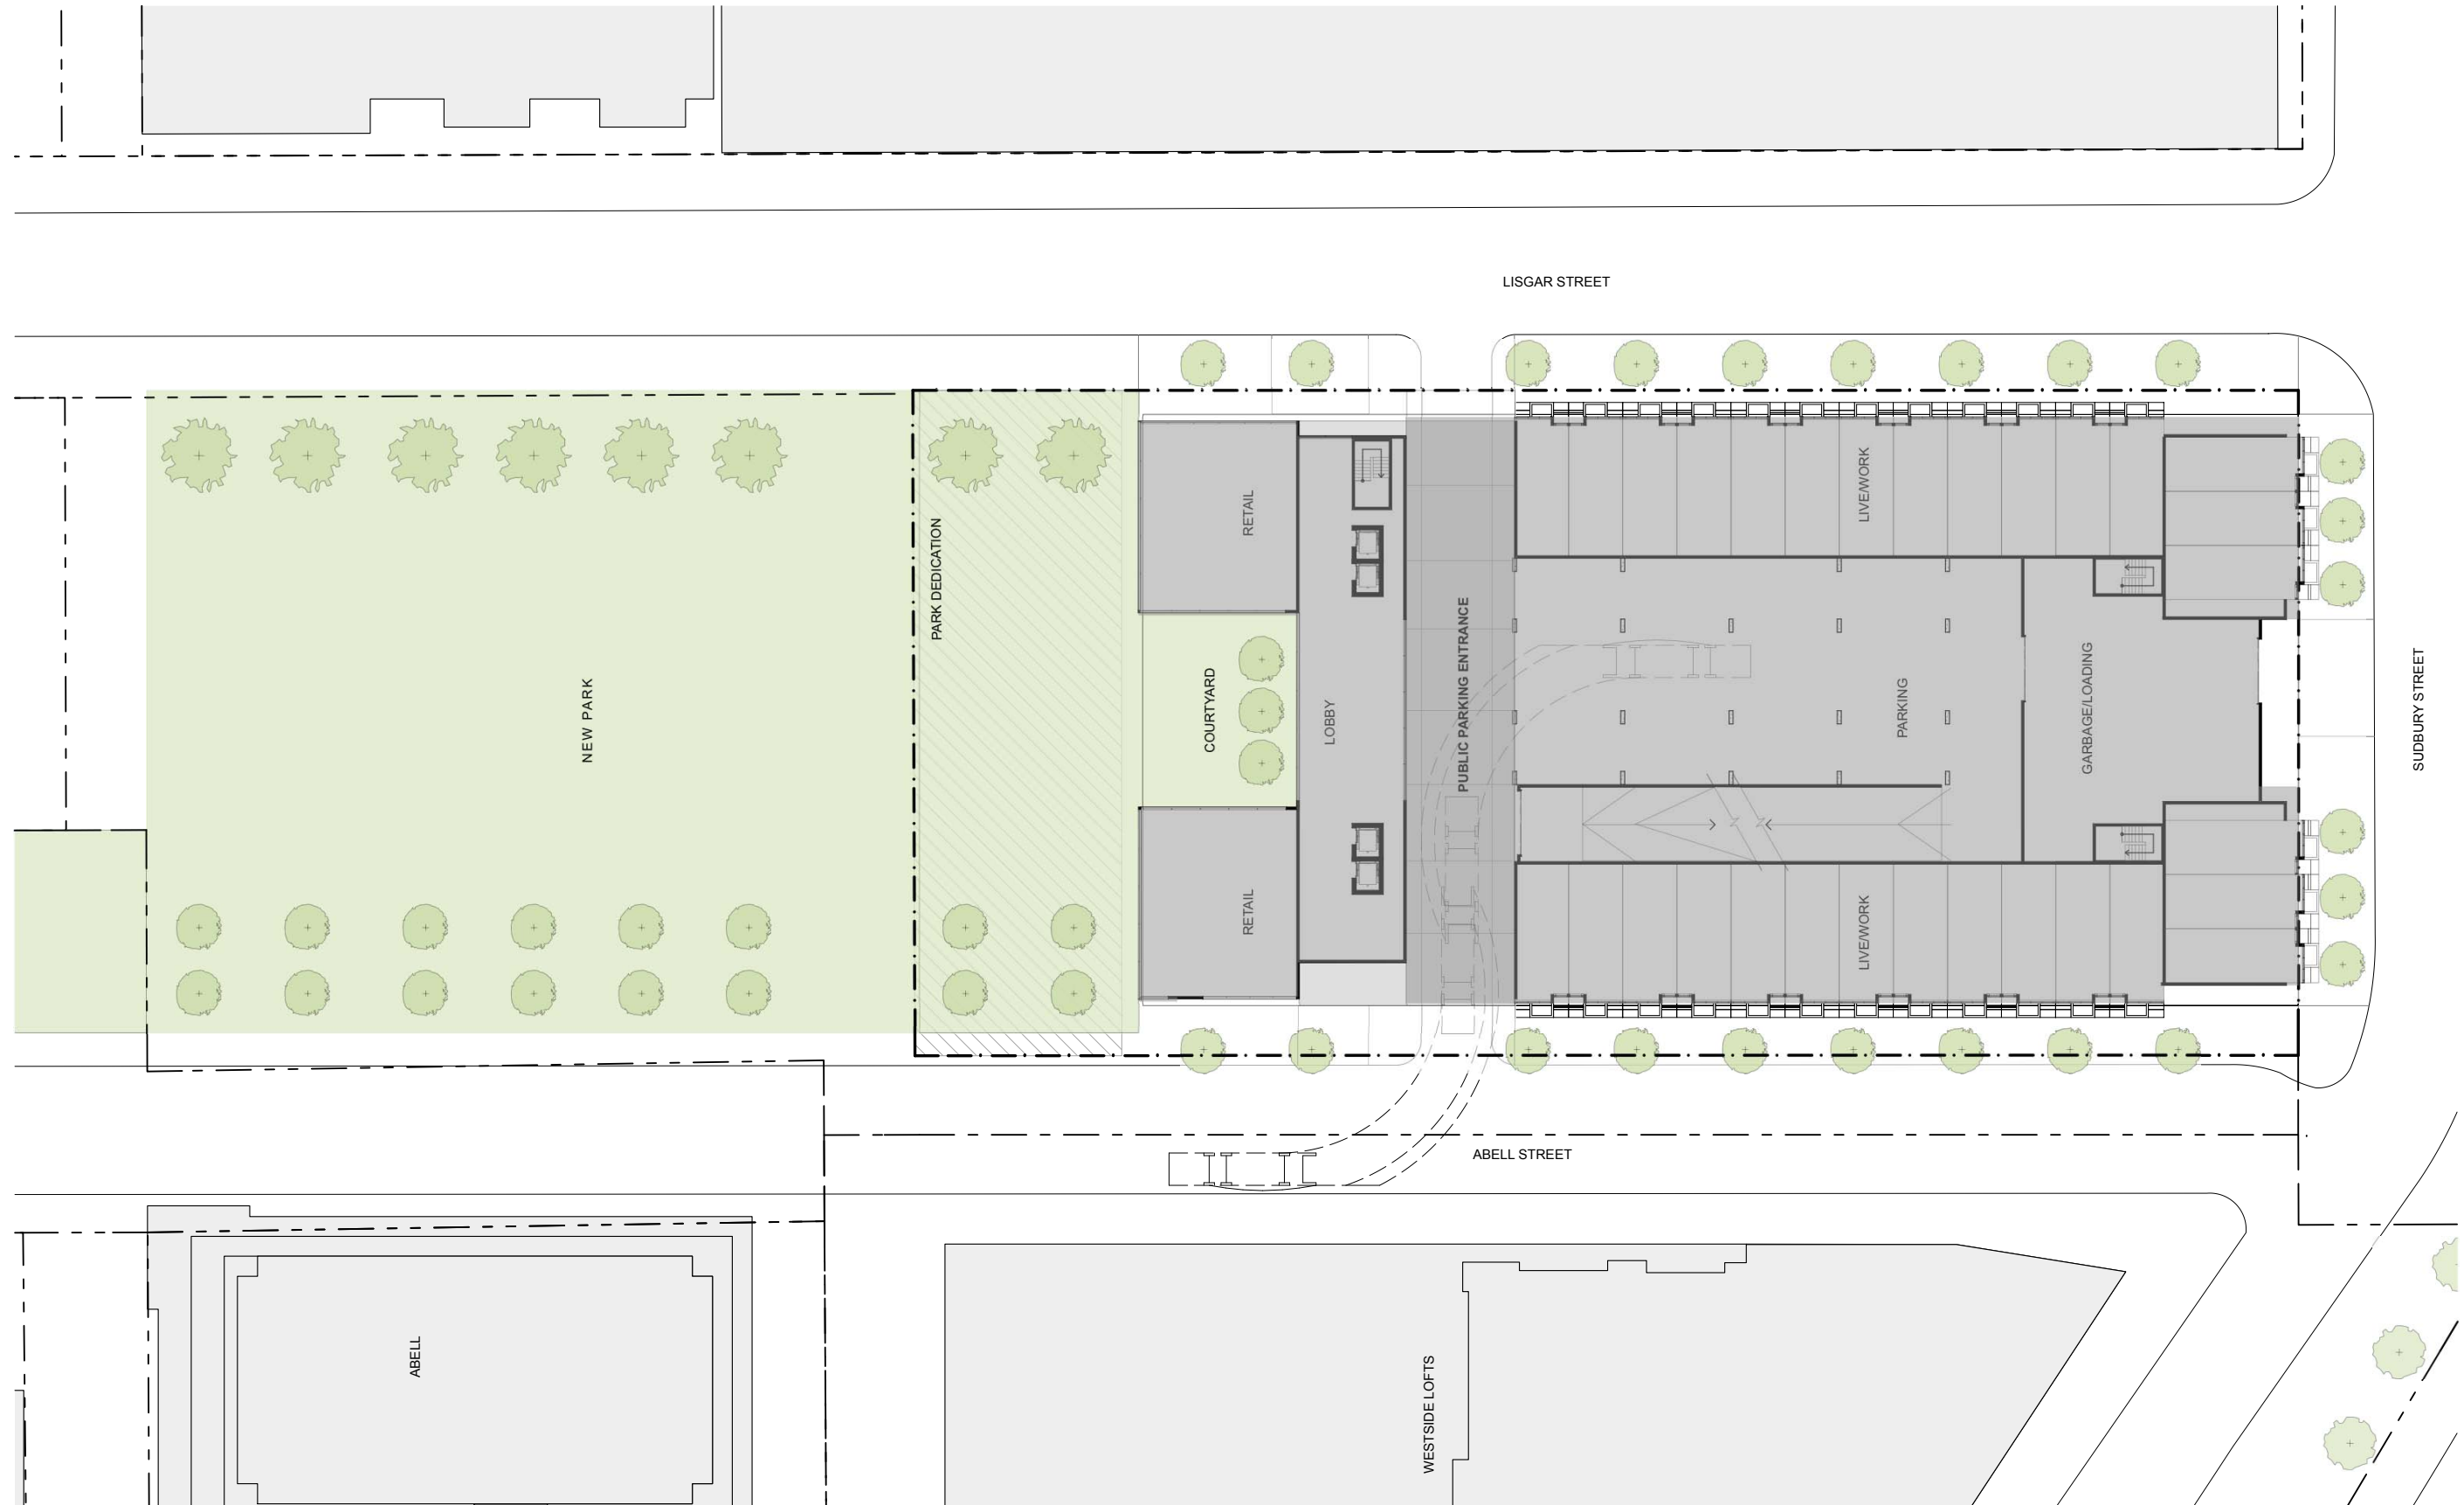 LISGAR STREET
NEW PARK
PARK DEDICATION
RETAIL
COURTYARD
RETAIL
LOBBY
PUBLIC PARKING ENTRANCE
LIVE/WORK
PARKING
LIVE/WORK
GARBAGE/LOADING
SUDBURY STREET
ABELL STREET
ABELL
WESTSIDE LOFTS